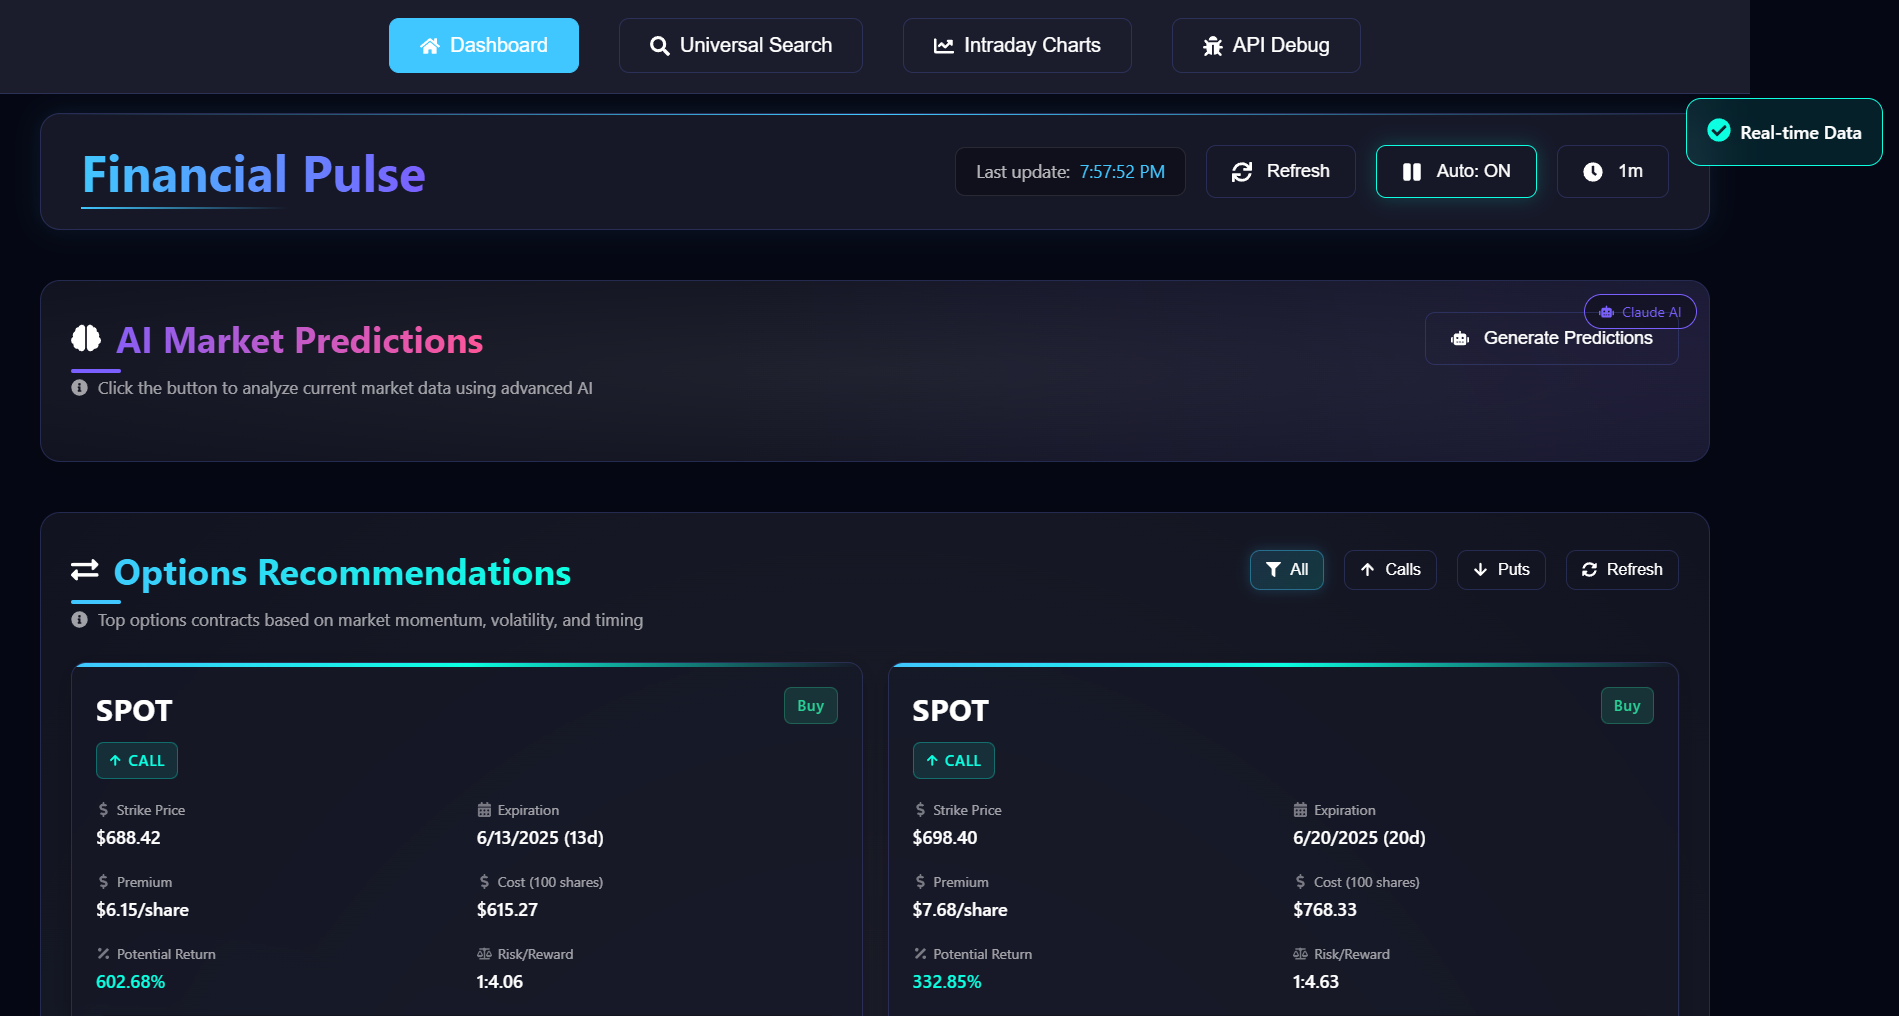 Dashboard
Universal Search
Intraday Charts
API Debug
Real-time Data
Financial Pulse
Last update: 7:57:52 PM
Refresh
Auto: ON
1m
AI Market Predictions
Claude AI
Generate Predictions
Click the button to analyze current market data using advanced AI
Options Recommendations
All
Calls
Puts
Refresh
Top options contracts based on market momentum, volatility, and timing
SPOT
Buy
CALL
Strike Price
$688.42
Expiration
6/13/2025 (13d)
Premium
$6.15/share
Cost (100 shares)
$615.27
Potential Return
602.68%
Risk/Reward
1:4.06
SPOT
Buy
CALL
Strike Price
$698.40
Expiration
6/20/2025 (20d)
Premium
$7.68/share
Cost (100 shares)
$768.33
Potential Return
332.85%
Risk/Reward
1:4.63